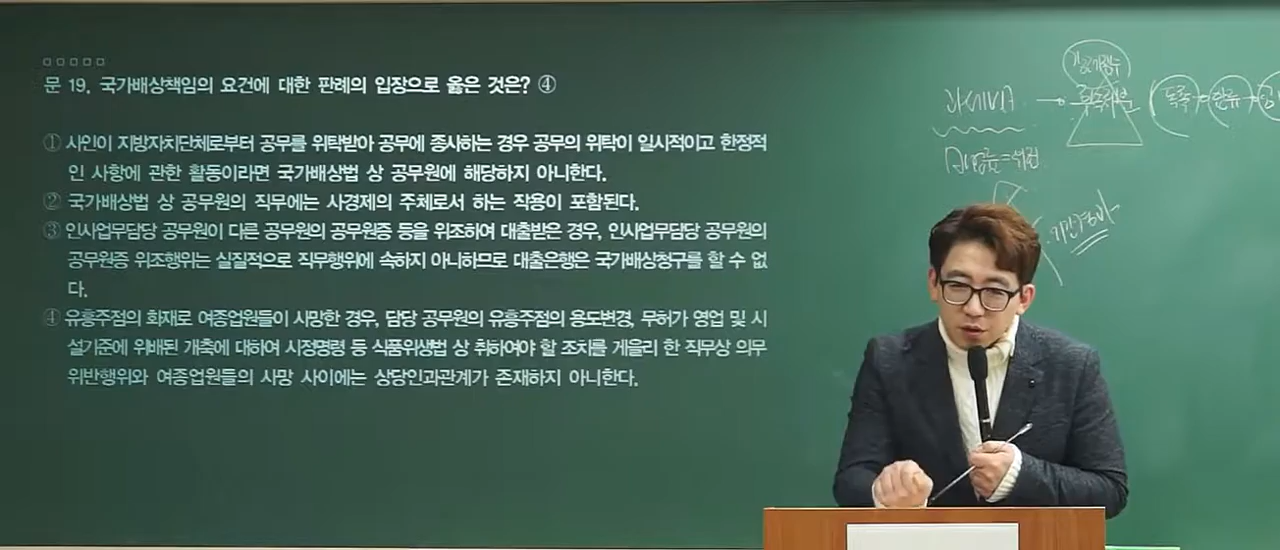 문 19. 국가배상책임의 요건에 대한 판례의 입장으로 옳은 것은? ④
① 사인이 지방자치단체로부터 공무를 위탁받아 공무에 종사하는 경우 공무의 위탁이 일시적이고 한정적
인 사항에 관한 활동이라면 국가배상법 상 공무원에 해당하지 아니한다.
② 국가배상법 상 공무원의 직무에는 사경제의 주체로서 하는 작용이 포함된다.
③ 인사업무담당 공무원이 다른 공무원의 공무원증 등을 위조하여 대출받은 경우, 인사업무담당 공무원의
공무원증 위조행위는 실질적으로 직무행위에 속하지 아니하므로 대출은행은 국가배상청구를 할 수 없
다.
④ 유흥주점의 화재로 여종업원들이 사망한 경우, 담당 공무원의 유흥주점의 용도변경, 무허가 영업 및 시
설기준에 위배된 개축에 대하여 시정명령 등 식품위생법 상 취하여야 할 조치를 게을리 한 직무상 의무
위반행위와 여종업원들의 사망 사이에는 상당인과관계가 존재하지 아니한다.